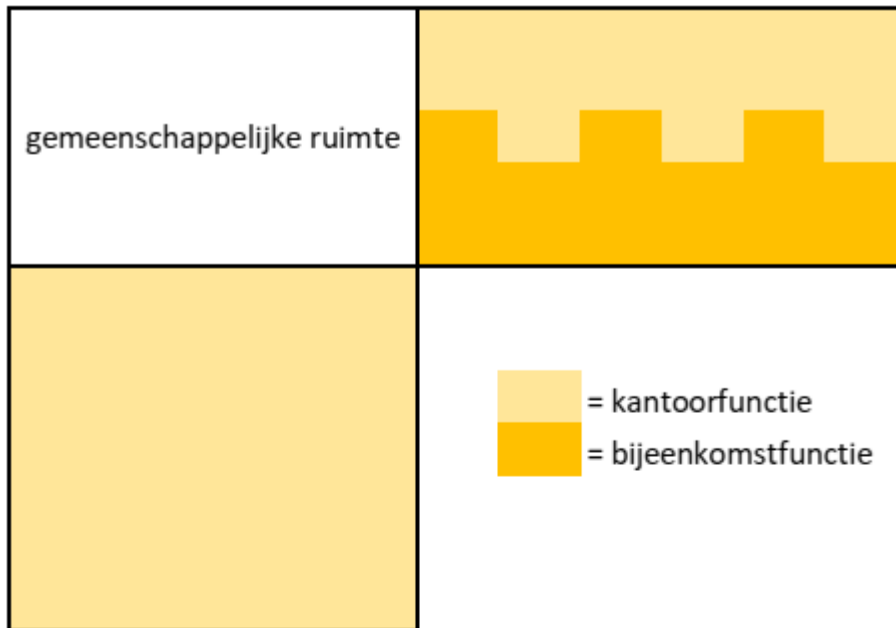 gemeenschappelijke ruimte
= kantoorfunctie
= bijeenkomstfunctie